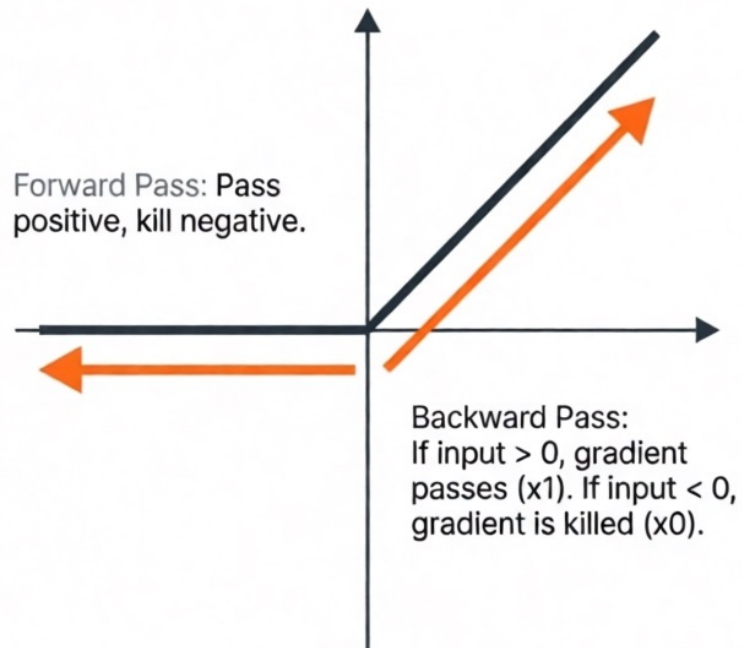 Forward Pass: Pass
positive, kill negative.
Backward Pass:
If input > 0, gradient
passes (x1). If input < 0,
gradient is killed (x0).